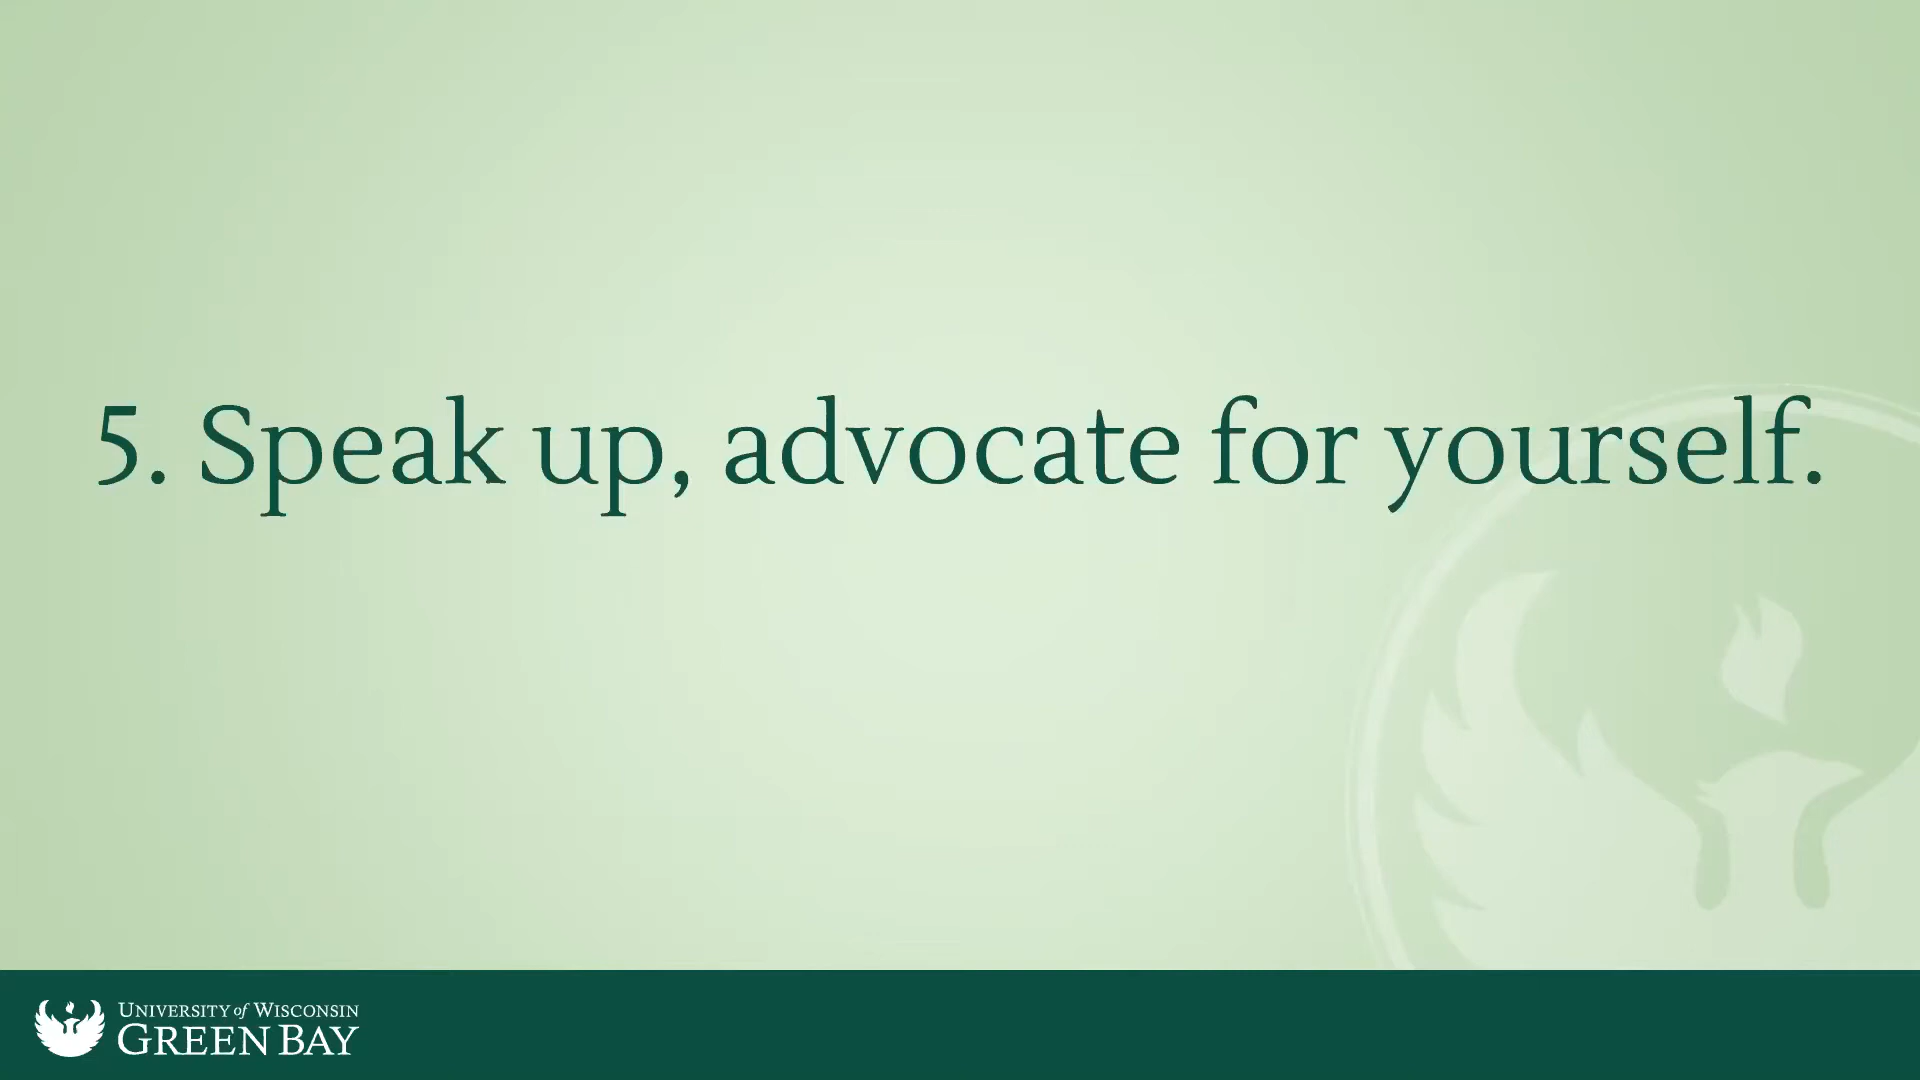 5. Speak up, advocate for yourself.
University of Wisconsin
Green Bay